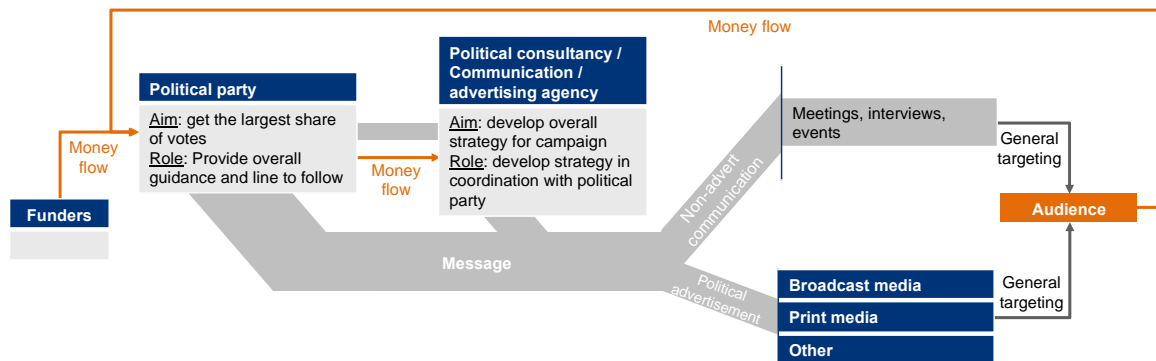 Money flow
Political party
Aim: get the largest share
of votes
Role: Provide overall
guidance and line to follow
Political consultancy /
Communication /
advertising agency
Aim: develop overall
strategy for campaign
Role: develop strategy in
coordination with political
party
Money
flow
Money
flow
Funders
Message
Non-advert
communication
Political
advertisement
Meetings, interviews,
events
General
targeting
Audience
Broadcast media
Print media
Other
General
targeting